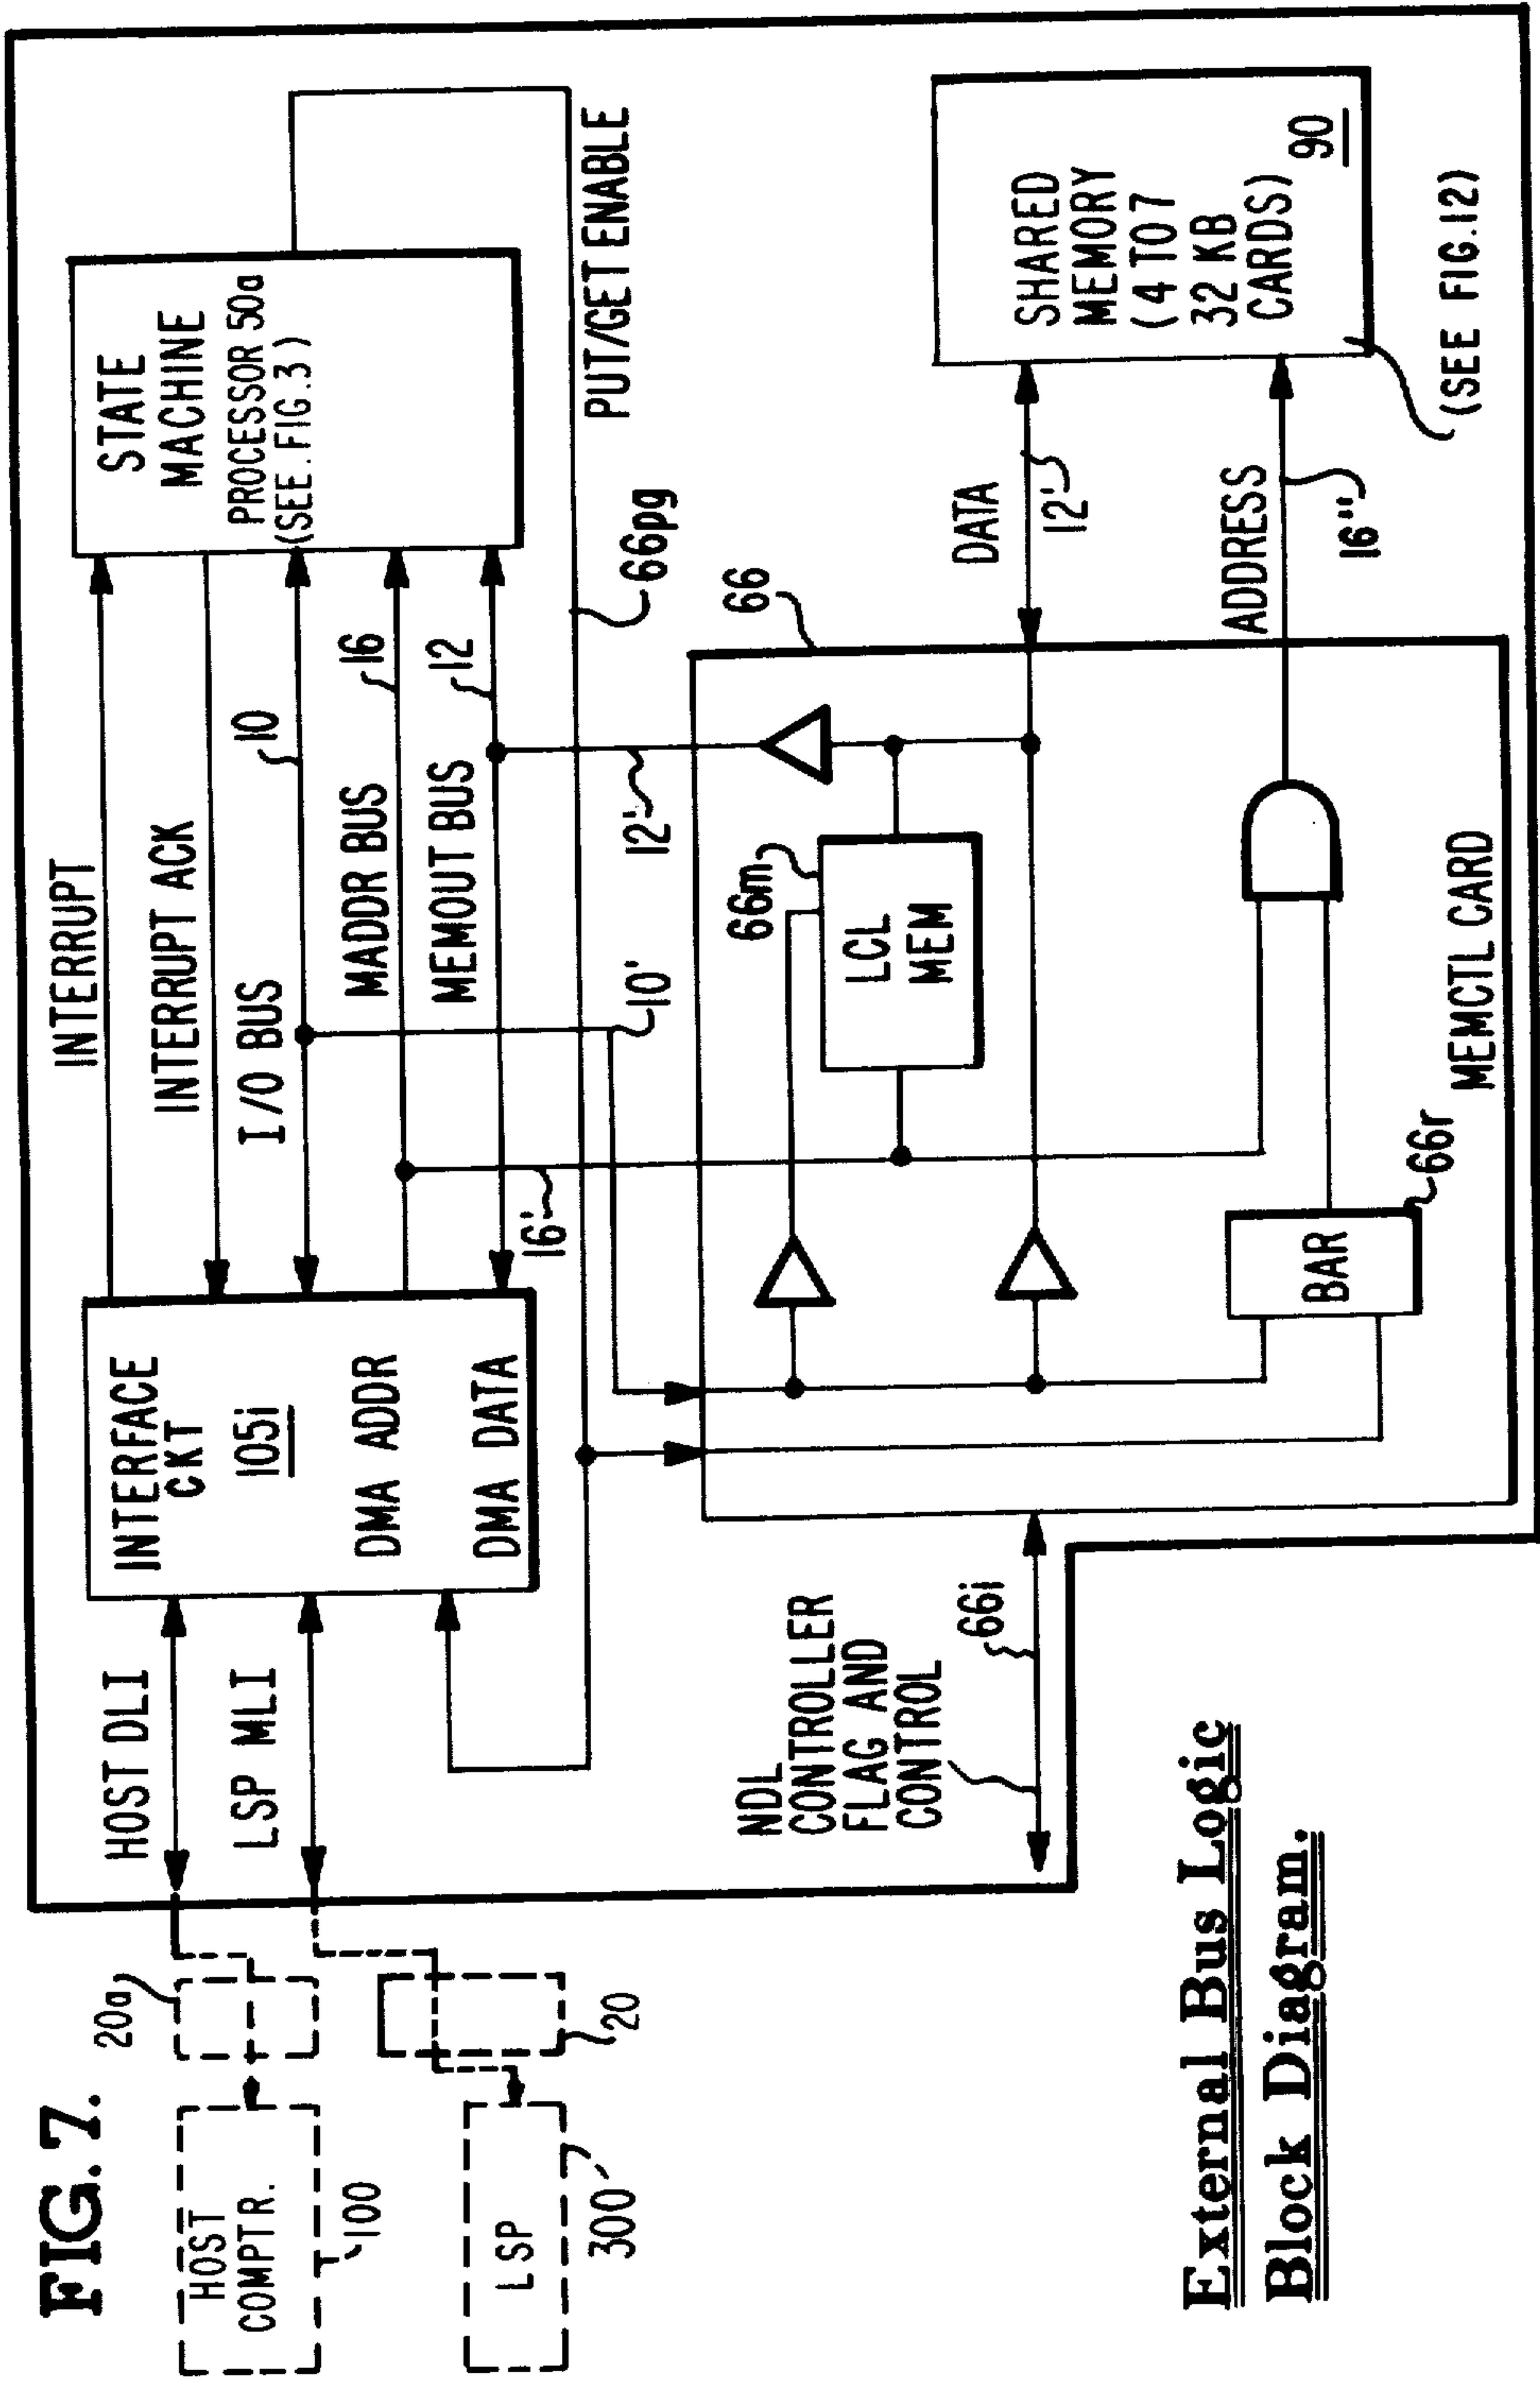 FIG. 7.
HOST
COMPTR.
100
20a
LSP
300
20
HOST DLI
LSP MLI
INTERFACE
CKT
105i
DMA ADDR
DMA DATA
INTERRUPT
INTERRUPT ACK
I/O BUS
10
MADDR BUS
16
MEMOUT BUS
12
STATE
MACHINE
PROCESSOR 50a
(SEE.FIG.3)
PUT/GET ENABLE
66pg
16'
10'
12'
66
NDL
CONTROLLER
FLAG AND
CONTROL
66i
LCL
MEM
66m
BAR
66r
MEMCTL CARD
DATA
12'
ADDRESS
16"
SHARED
MEMORY
(4 TO 7
32 KB
CARDS)
90
(SEE FIG.12)
External Bus Logic
Block Diagram.